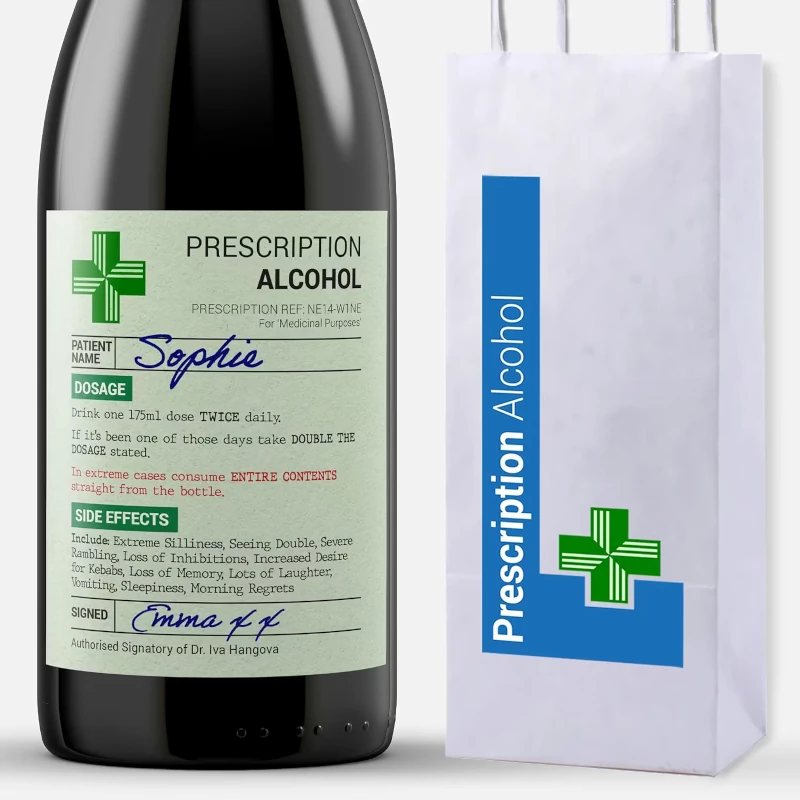 PRESCRIPTION
ALCOHOL
PRESCRIPTION REF: NE14-W1NE
For 'Medicinal Purposes'
PATIENT
NAME
Sophie
DOSAGE
Drink one 175ml dose TWICE daily.
If it's been one of those days take DOUBLE THE
DOSAGE stated.
In extreme cases consume ENTIRE CONTENTS
straight from the bottle.
SIDE EFFECTS
Include: Extreme Silliness, Seeing Double, Severe
Rambling, Loss of Inhibitions, Increased Desire
for Kebabs, Loss of Memory, Lots of Laughter,
Vomiting, Sleepiness, Morning Regrets
SIGNED
Emma x x
Authorised Signatory of Dr. Iva Hangova
Prescription Alcohol